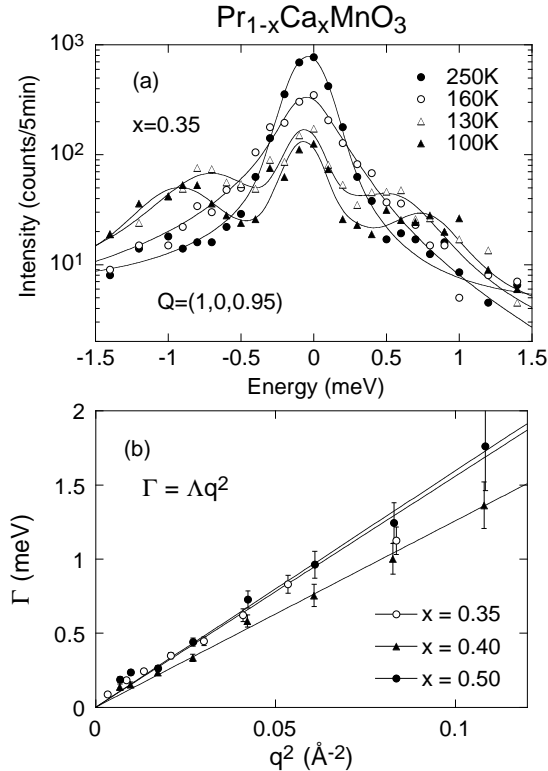 Pr₁₋ₓCaₓMnO₃
(a)
x=0.35
250K
160K
130K
100K
Q=(1,0,0.95)
Intensity (counts/5min)
10³
10²
10¹
-1.5 -1 -0.5 0 0.5 1 1.5
Energy (meV)
(b)
Γ = Λq²
Γ (meV)
2
1.5
1
0.5
0
x = 0.35
x = 0.40
x = 0.50
0 0.05 0.1
q² (Å⁻²)